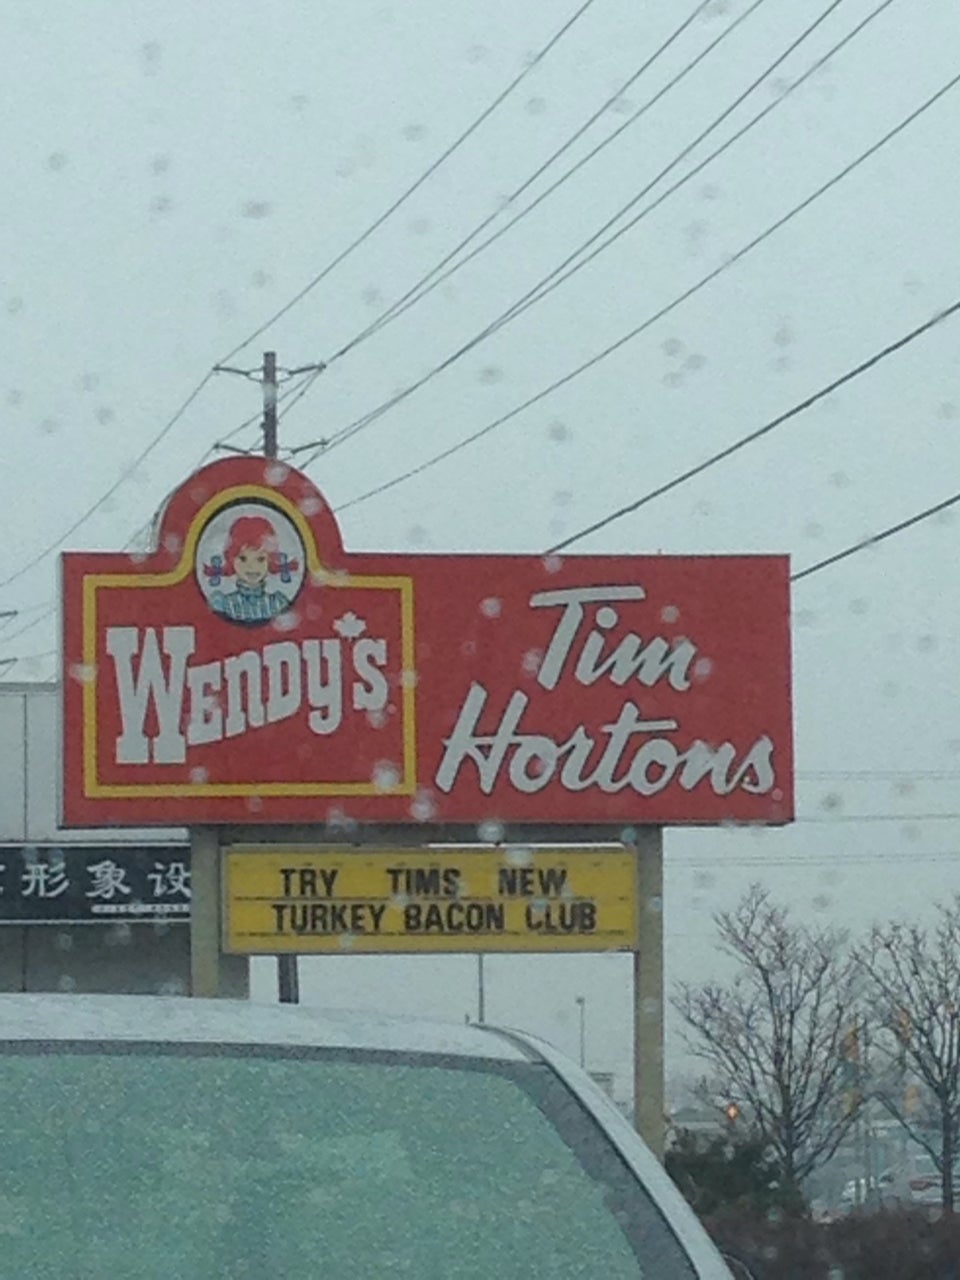 WENDY'S
Tim
Hortons
形象设
TRY TIMS NEW
TURKEY BACON CLUB